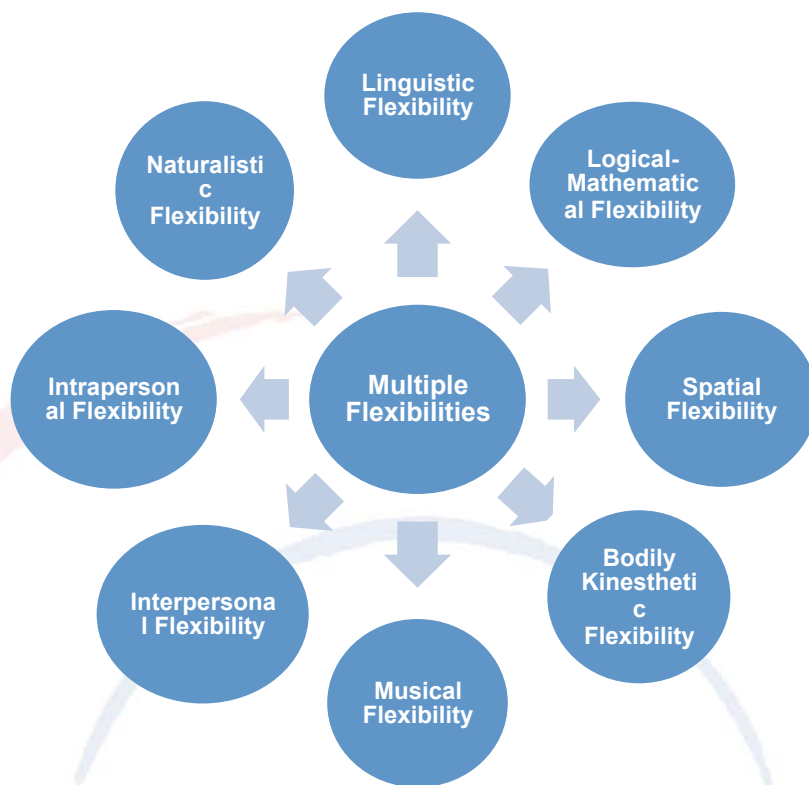 Linguistic
Flexibility
Logical-
Mathematic
al Flexibility
Spatial
Flexibility
Bodily
Kinestheti
c
Flexibility
Musical
Flexibility
Interpersona
l Flexibility
Intraperson
al Flexibility
Naturalisti
c
Flexibility
Multiple
Flexibilities